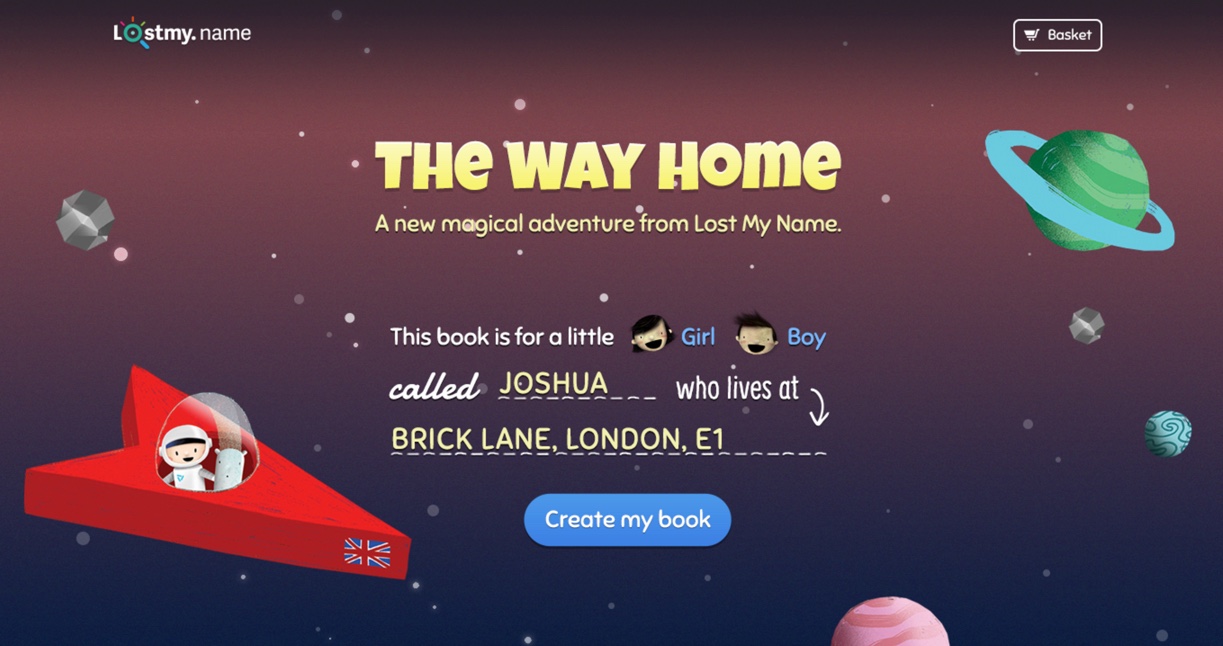 Lostmy.name
Basket
THE WAY HOME
A new magical adventure from Lost My Name.
This book is for a little Girl Boy
called JOSHUA who lives at
BRICK LANE, LONDON, E1
Create my book